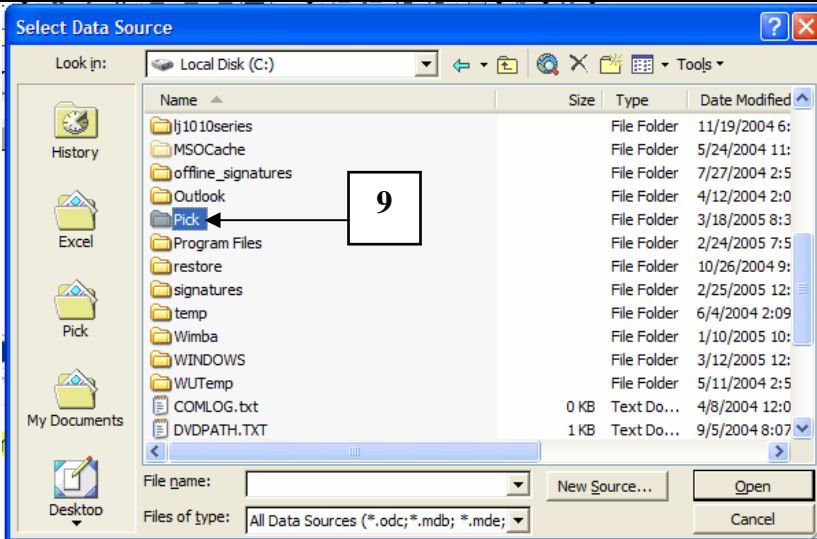 Select Data Source
Look in: Local Disk (C:) Tools
Name Size Type Date Modified
lj1010series File Folder 11/19/2004 6:
MSOCache File Folder 5/24/2004 11:
offline_signatures File Folder 7/27/2004 2:5
Outlook File Folder 4/12/2004 2:0
Pick File Folder 3/18/2005 8:3
9
Program Files File Folder 2/24/2005 7:5
restore File Folder 10/26/2004 9:
signatures File Folder 2/25/2005 12:
temp File Folder 6/4/2004 2:09
Wimba File Folder 1/10/2005 10:
WINDOWS File Folder 3/12/2005 12:
WUTemp File Folder 5/11/2004 2:5
COMLOG.txt 0 KB Text Do... 4/8/2004 12:0
DVDPATH.TXT 1 KB Text Do... 9/5/2004 8:07
History
Excel
Pick
My Documents
Desktop
File name: New Source... Open
Files of type: All Data Sources (*.odc;*.mdb; *.mde; Cancel